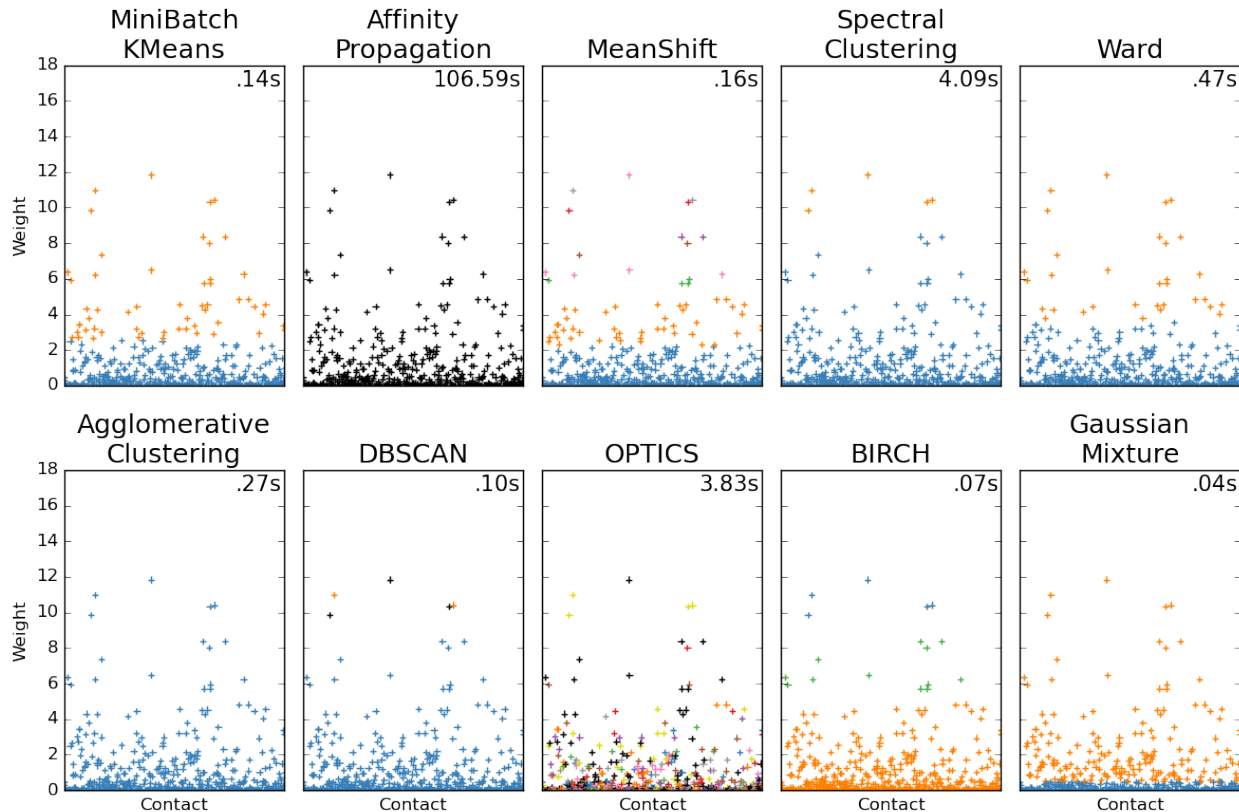 MiniBatch
KMeans
Affinity
Propagation
MeanShift
Spectral
Clustering
Ward
18
16
14
12
10
8
6
4
2
0
Weight
.14s
106.59s
.16s
4.09s
.47s
Agglomerative
Clustering
DBSCAN
OPTICS
BIRCH
Gaussian
Mixture
18
16
14
12
10
8
6
4
2
0
Weight
.27s
.10s
3.83s
.07s
.04s
Contact
Contact
Contact
Contact
Contact